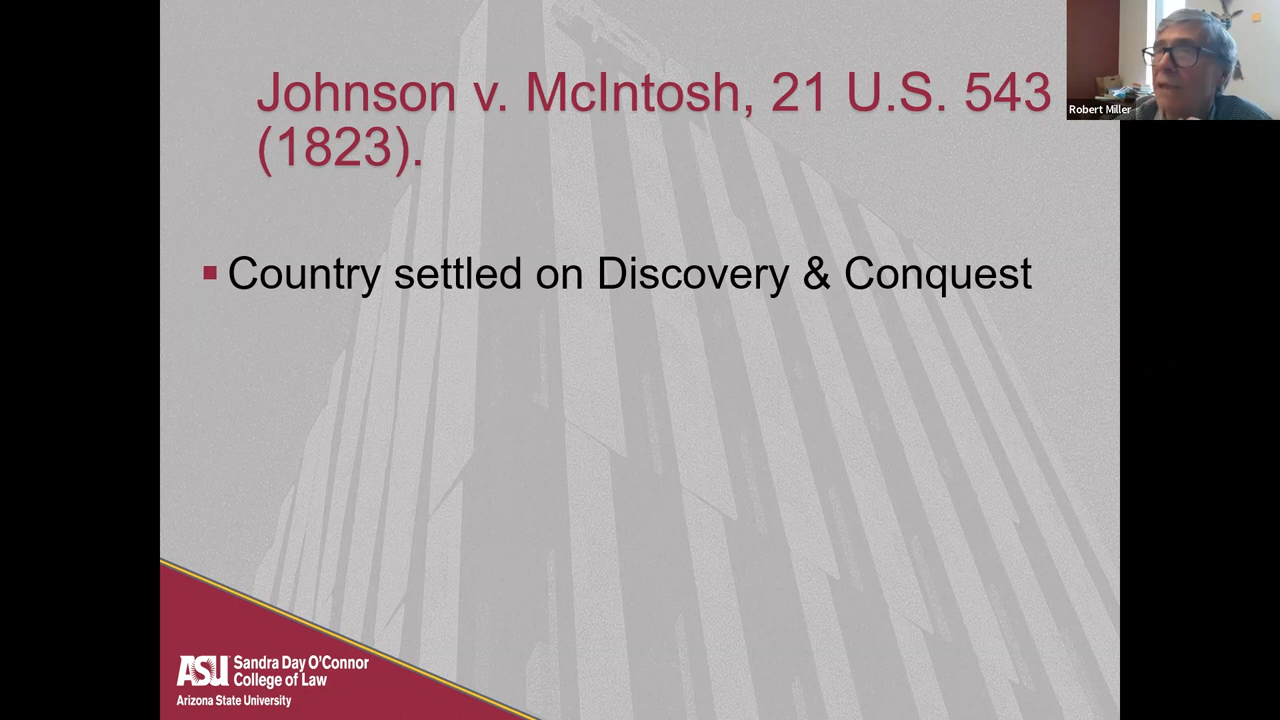 Johnson v. McIntosh, 21 U.S. 543
(1823).
Robert Miller
Country settled on Discovery & Conquest
ASU Sandra Day O'Connor
College of Law
Arizona State University